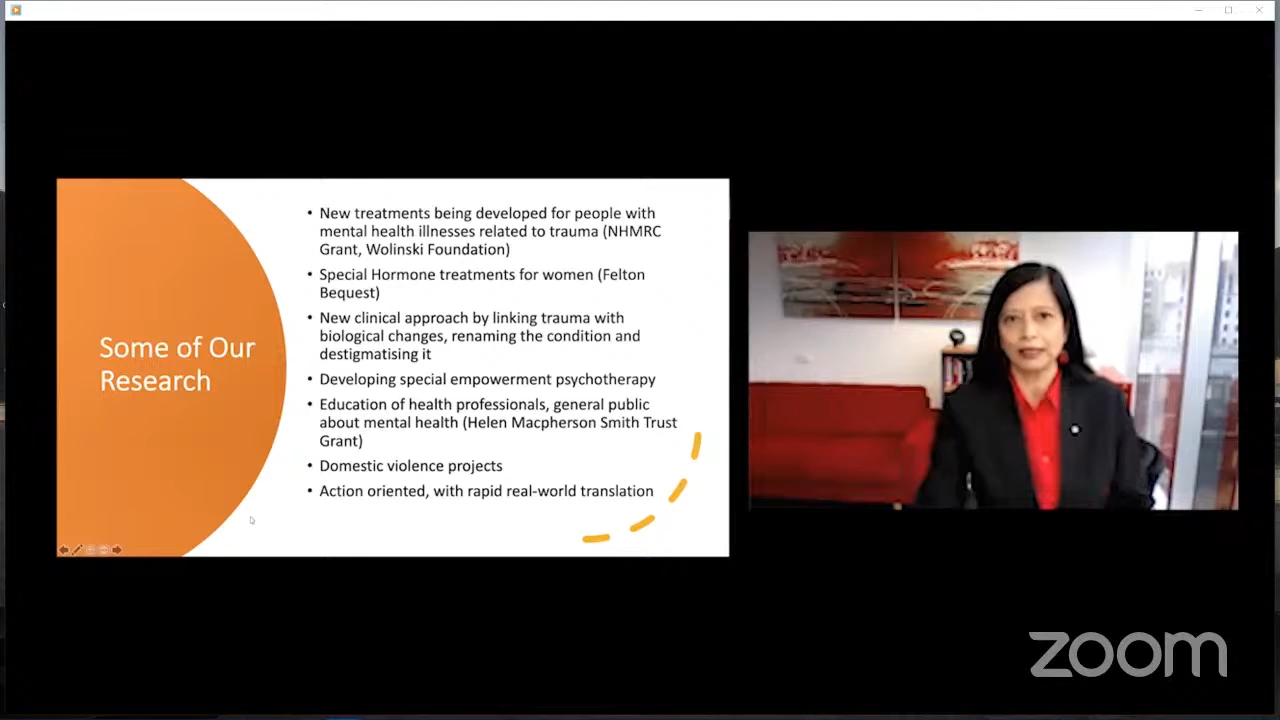 Some of Our
Research
• New treatments being developed for people with
mental health illnesses related to trauma (NHMRC
Grant, Wolinski Foundation)
• Special Hormone treatments for women (Felton
Bequest)
• New clinical approach by linking trauma with
biological changes, renaming the condition and
destigmatising it
• Developing special empowerment psychotherapy
• Education of health professionals, general public
about mental health (Helen Macpherson Smith Trust
Grant)
• Domestic violence projects
• Action oriented, with rapid real-world translation
zoom